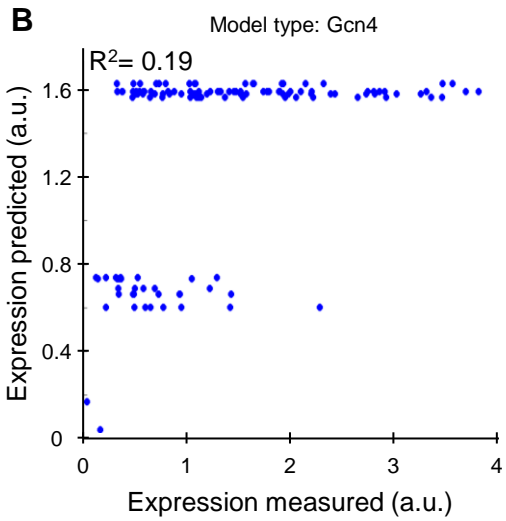 B
Model type: Gcn4
R²= 0.19
Expression predicted (a.u.)
1.6
1.2
0.8
0.4
0
0 1 2 3 4
Expression measured (a.u.)